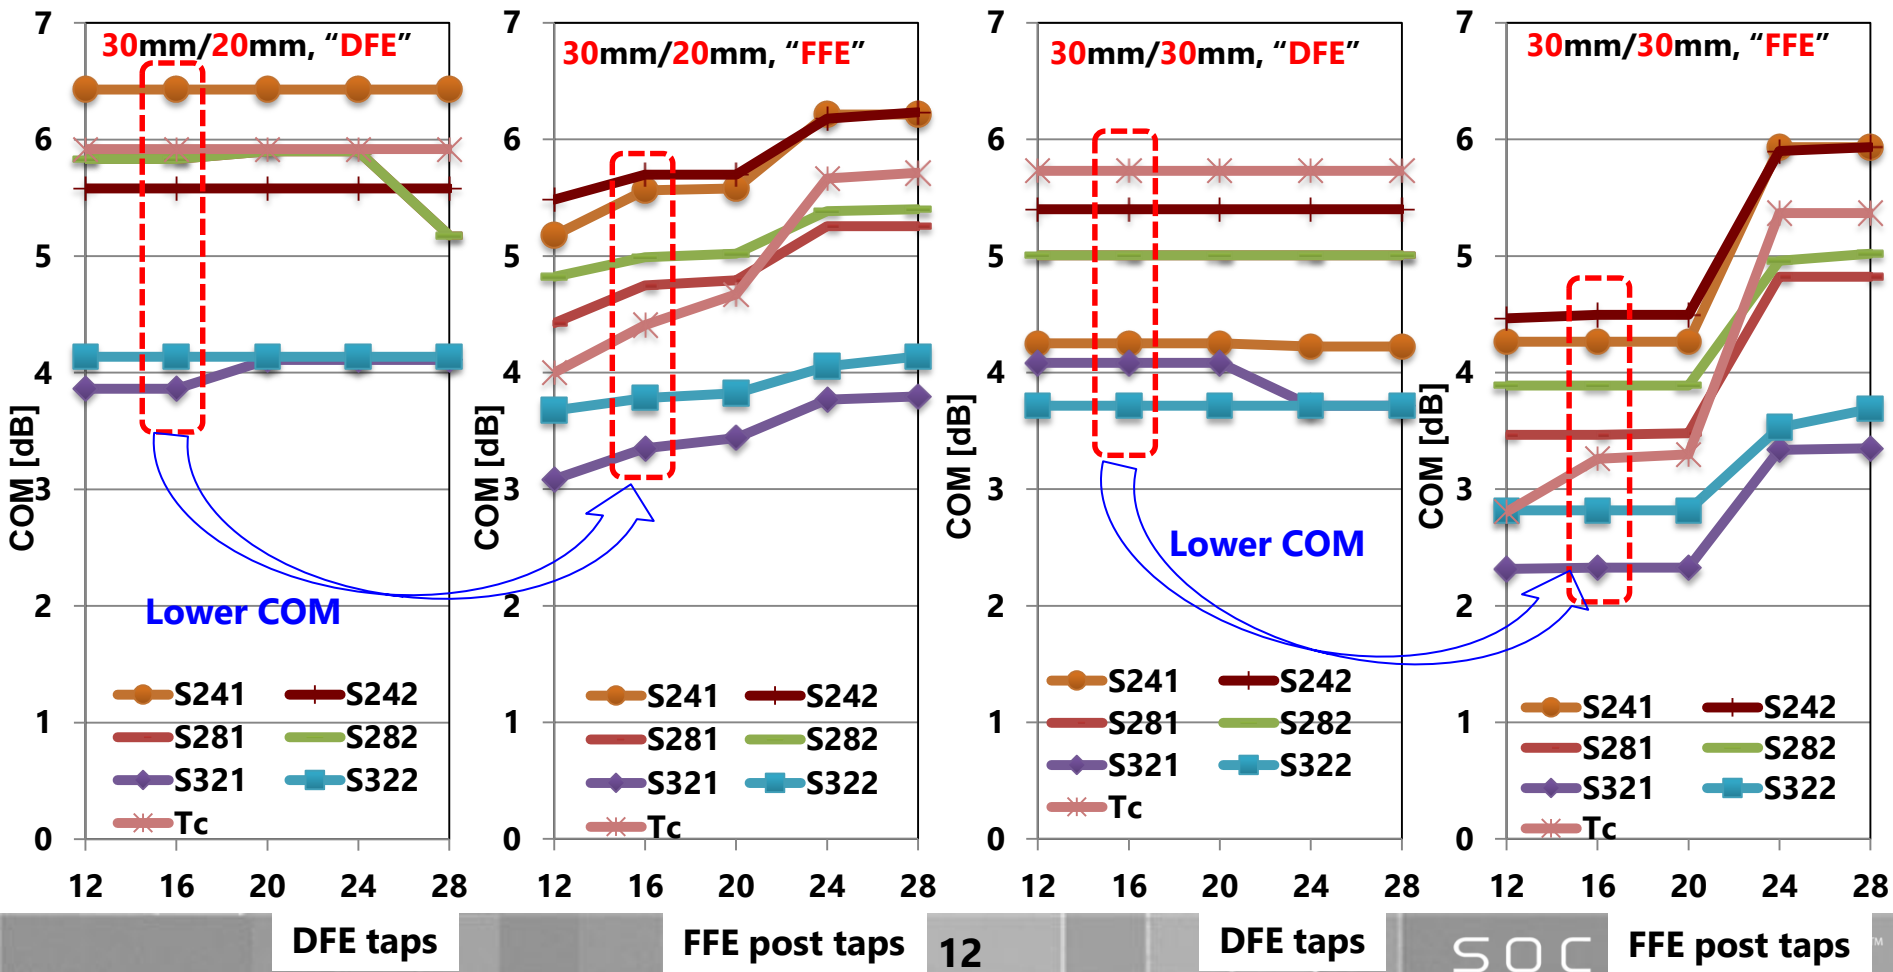 30mm/20mm, “DFE”
7
6
5
4
3
2
1
0
COM [dB]
Lower COM
S241 S242
S281 S282
S321 S322
Tc
12 16 20 24 28
DFE taps
30mm/20mm, “FFE”
7
6
5
4
3
2
1
0
COM [dB]
S241 S242
S281 S282
S321 S322
Tc
12 16 20 24 28
FFE post taps
30mm/30mm, “DFE”
7
6
5
4
3
2
1
0
COM [dB]
Lower COM
S241 S242
S281 S282
S321 S322
Tc
12 16 20 24 28
DFE taps
30mm/30mm, “FFE”
7
6
5
4
3
2
1
0
COM [dB]
S241 S242
S281 S282
S321 S322
Tc
12 16 20 24 28
FFE post taps
12
SOC
TM